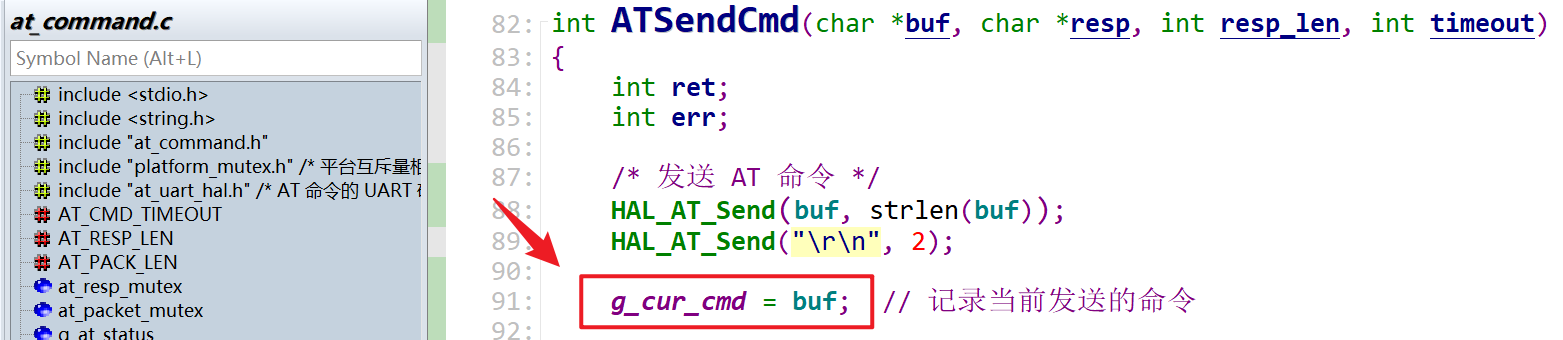 at_command.c
Symbol Name (Alt+L)
include <stdio.h>
include <string.h>
include "at_command.h"
include "platform_mutex.h" /* 平台互斥量相
include "at_uart_hal.h" /* AT 命令的 UART
AT_CMD_TIMEOUT
AT_RESP_LEN
AT_PACK_LEN
at_resp_mutex
at_packet_mutex
g_at_status
82: int ATSendCmd(char *buf, char *resp, int resp_len, int timeout)
83: {
84: int ret;
85: int err;
86:
87: /* 发送 AT 命令 */
88: HAL_AT_Send(buf, strlen(buf));
89: HAL_AT_Send("\r\n", 2);
90:
91: g_cur_cmd = buf; // 记录当前发送的命令
92: